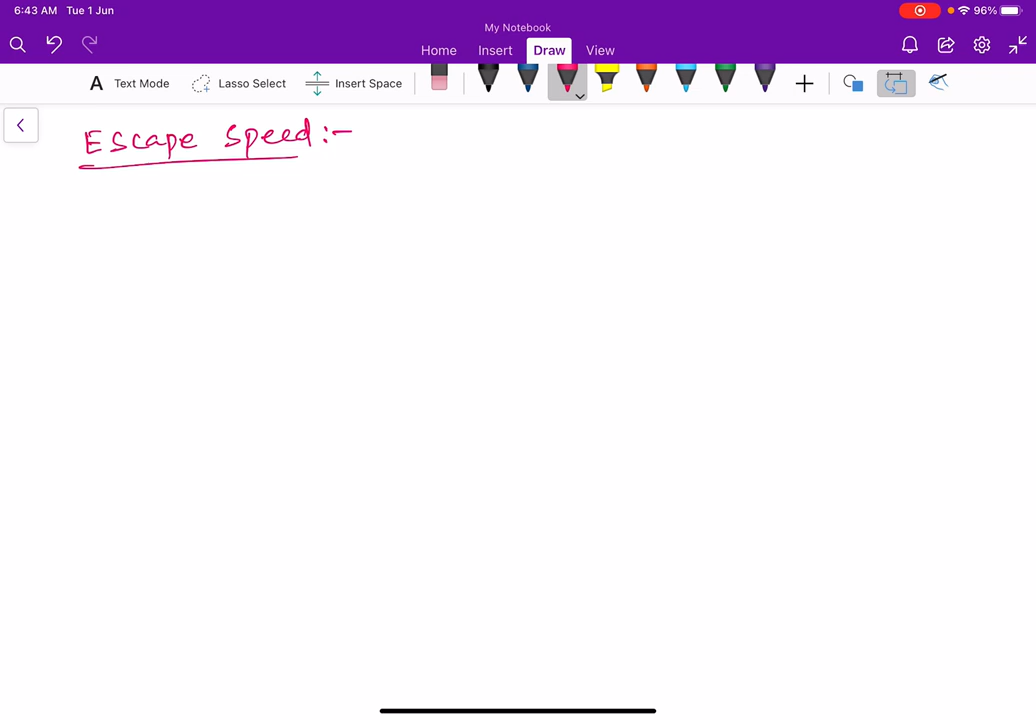 6:43 AM Tue 1 Jun
96%
My Notebook
Home Insert Draw View
A Text Mode Lasso Select Insert Space
Escape Speed:-